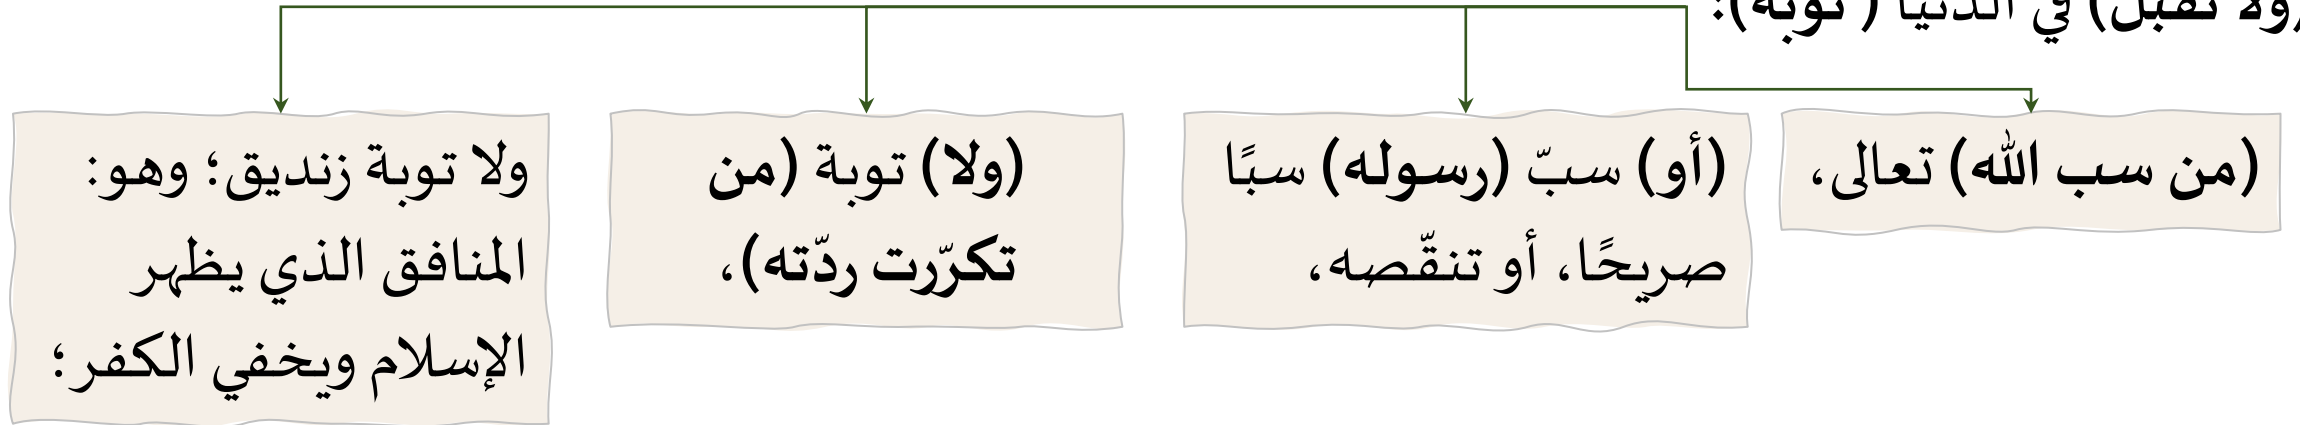 (ولا تقبل) في الدنيا (توبة):
(من سب الله) تعالى،
(أو) سبّ (رسوله) سبًا
صريحًا، أو تنقّصه،
(ولا) توبة (من
تكرّرت ردّته)،
ولا توبة زنديق؛ وهو:
المنافق الذي يظهر
الإسلام ويخفي الكفر؛